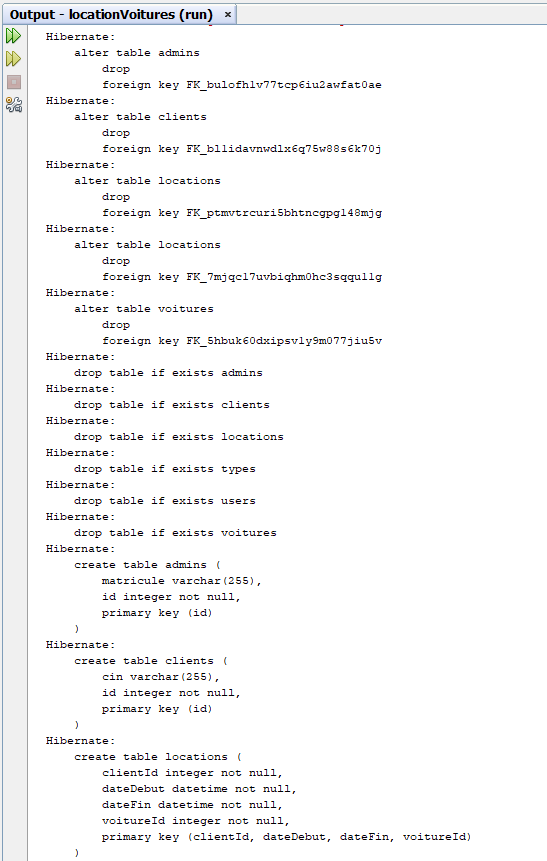 Output - locationVoitures (run) ×
Hibernate:
alter table admins
drop
foreign key FK_bulofhlv77tcp6iu2awfat0ae
Hibernate:
alter table clients
drop
foreign key FK_bllidavnwdlx6q75w88s6k70j
Hibernate:
alter table locations
drop
foreign key FK_ptmvtrcuri5bhtncgpgl48mjg
Hibernate:
alter table locations
drop
foreign key FK_7mjqcl7uvbiqhm0hc3sqqullg
Hibernate:
alter table voitures
drop
foreign key FK_5hbuk60dxipsvly9m077jiu5v
Hibernate:
drop table if exists admins
Hibernate:
drop table if exists clients
Hibernate:
drop table if exists locations
Hibernate:
drop table if exists types
Hibernate:
drop table if exists users
Hibernate:
drop table if exists voitures
Hibernate:
create table admins (
matricule varchar(255),
id integer not null,
primary key (id)
)
Hibernate:
create table clients (
cin varchar(255),
id integer not null,
primary key (id)
)
Hibernate:
create table locations (
clientId integer not null,
dateDebut datetime not null,
dateFin datetime not null,
voitureId integer not null,
primary key (clientId, dateDebut, dateFin, voitureId)
)